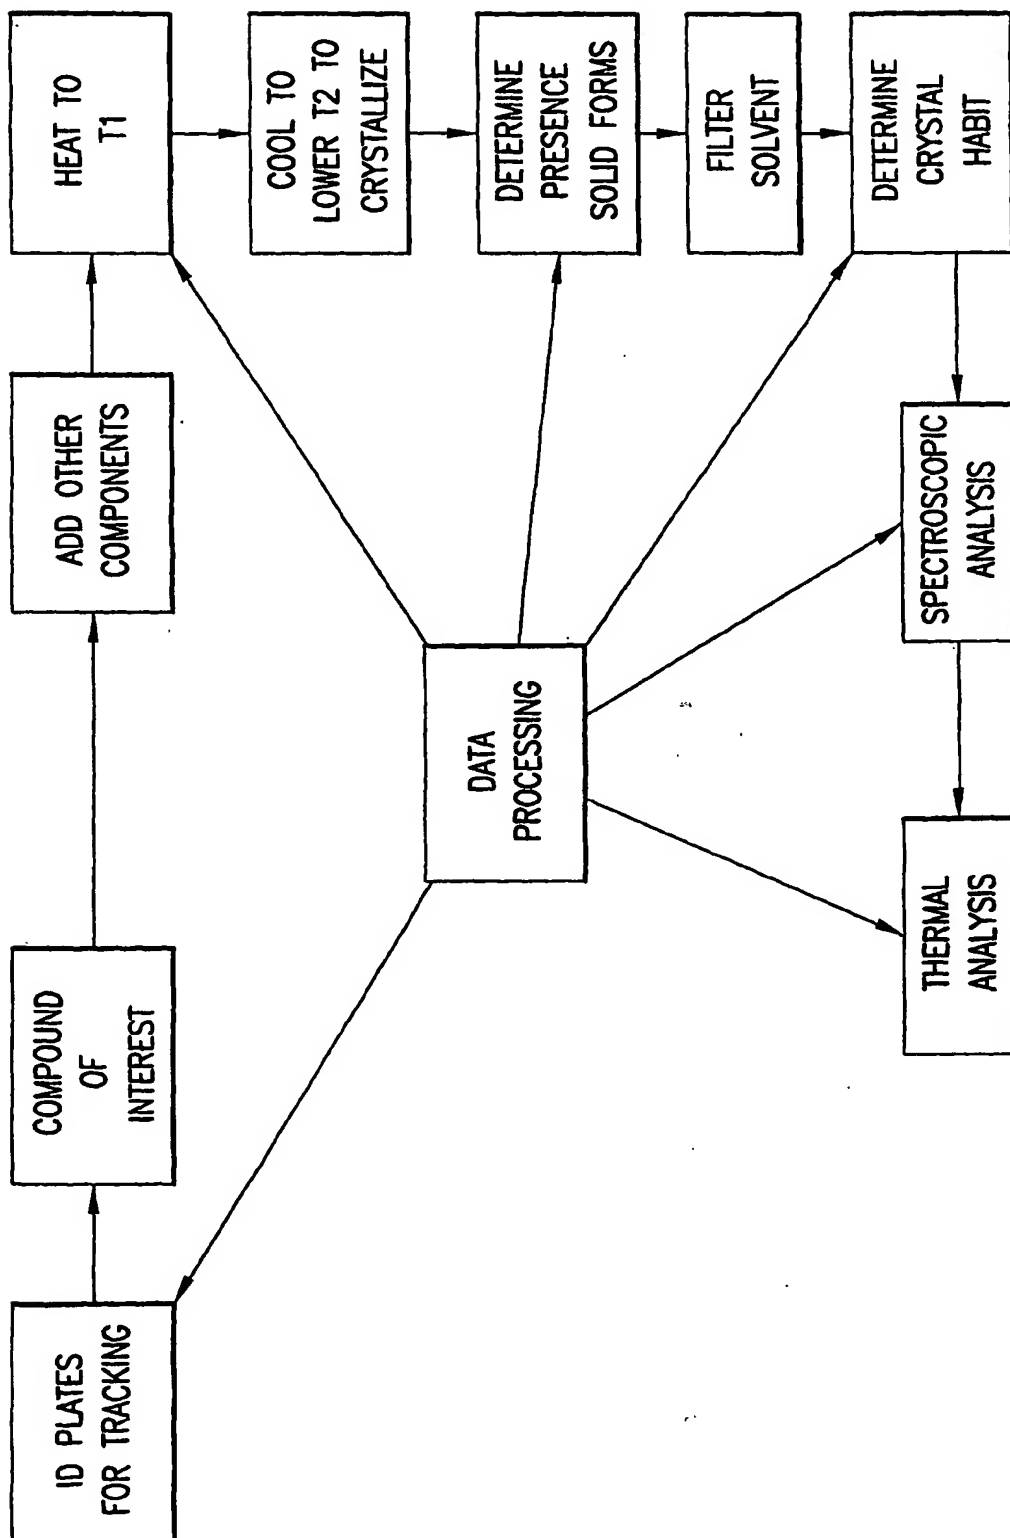 ID PLATES
FOR TRACKING
COMPOUND
OF
INTEREST
ADD OTHER
COMPONENTS
HEAT TO
T1
COOL TO
LOWER T2 TO
CRYSTALLIZE
DETERMINE
PRESENCE
SOLID FORMS
FILTER
SOLVENT
DETERMINE
CRYSTAL
HABIT
SPECTROSCOPIC
ANALYSIS
THERMAL
ANALYSIS
DATA
PROCESSING